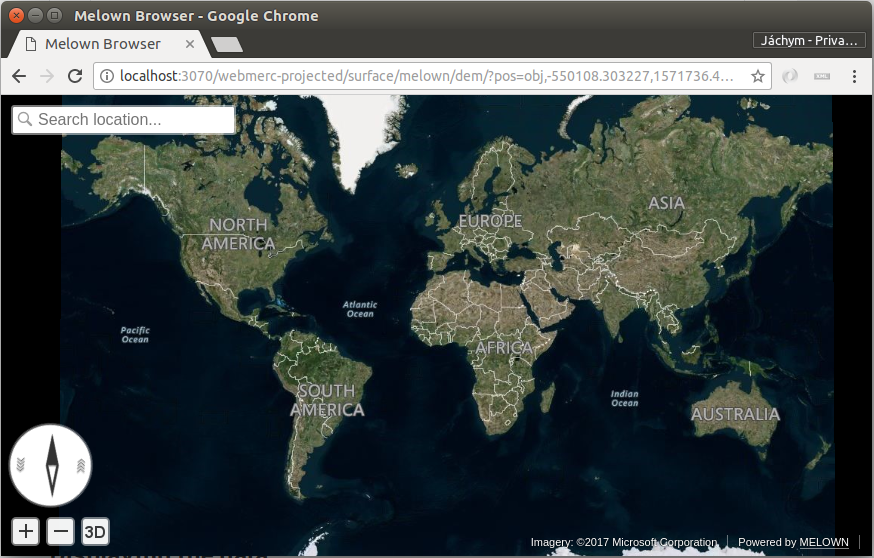 Melown Browser - Google Chrome
Melown Browser
Jáchym - Priva...
localhost:3070/webmerc-projected/surface/melown/dem/?pos=obj,-550108.303227,1571736.4...
Search location...
ASIA
EUROPE
NORTH
AMERICA
Atlantic
Ocean
Pacific
Ocean
AFRICA
SOUTH
AMERICA
Indian
Ocean
AUSTRALIA
3D
Imagery: ©2017 Microsoft Corporation
Powered by MELOWN